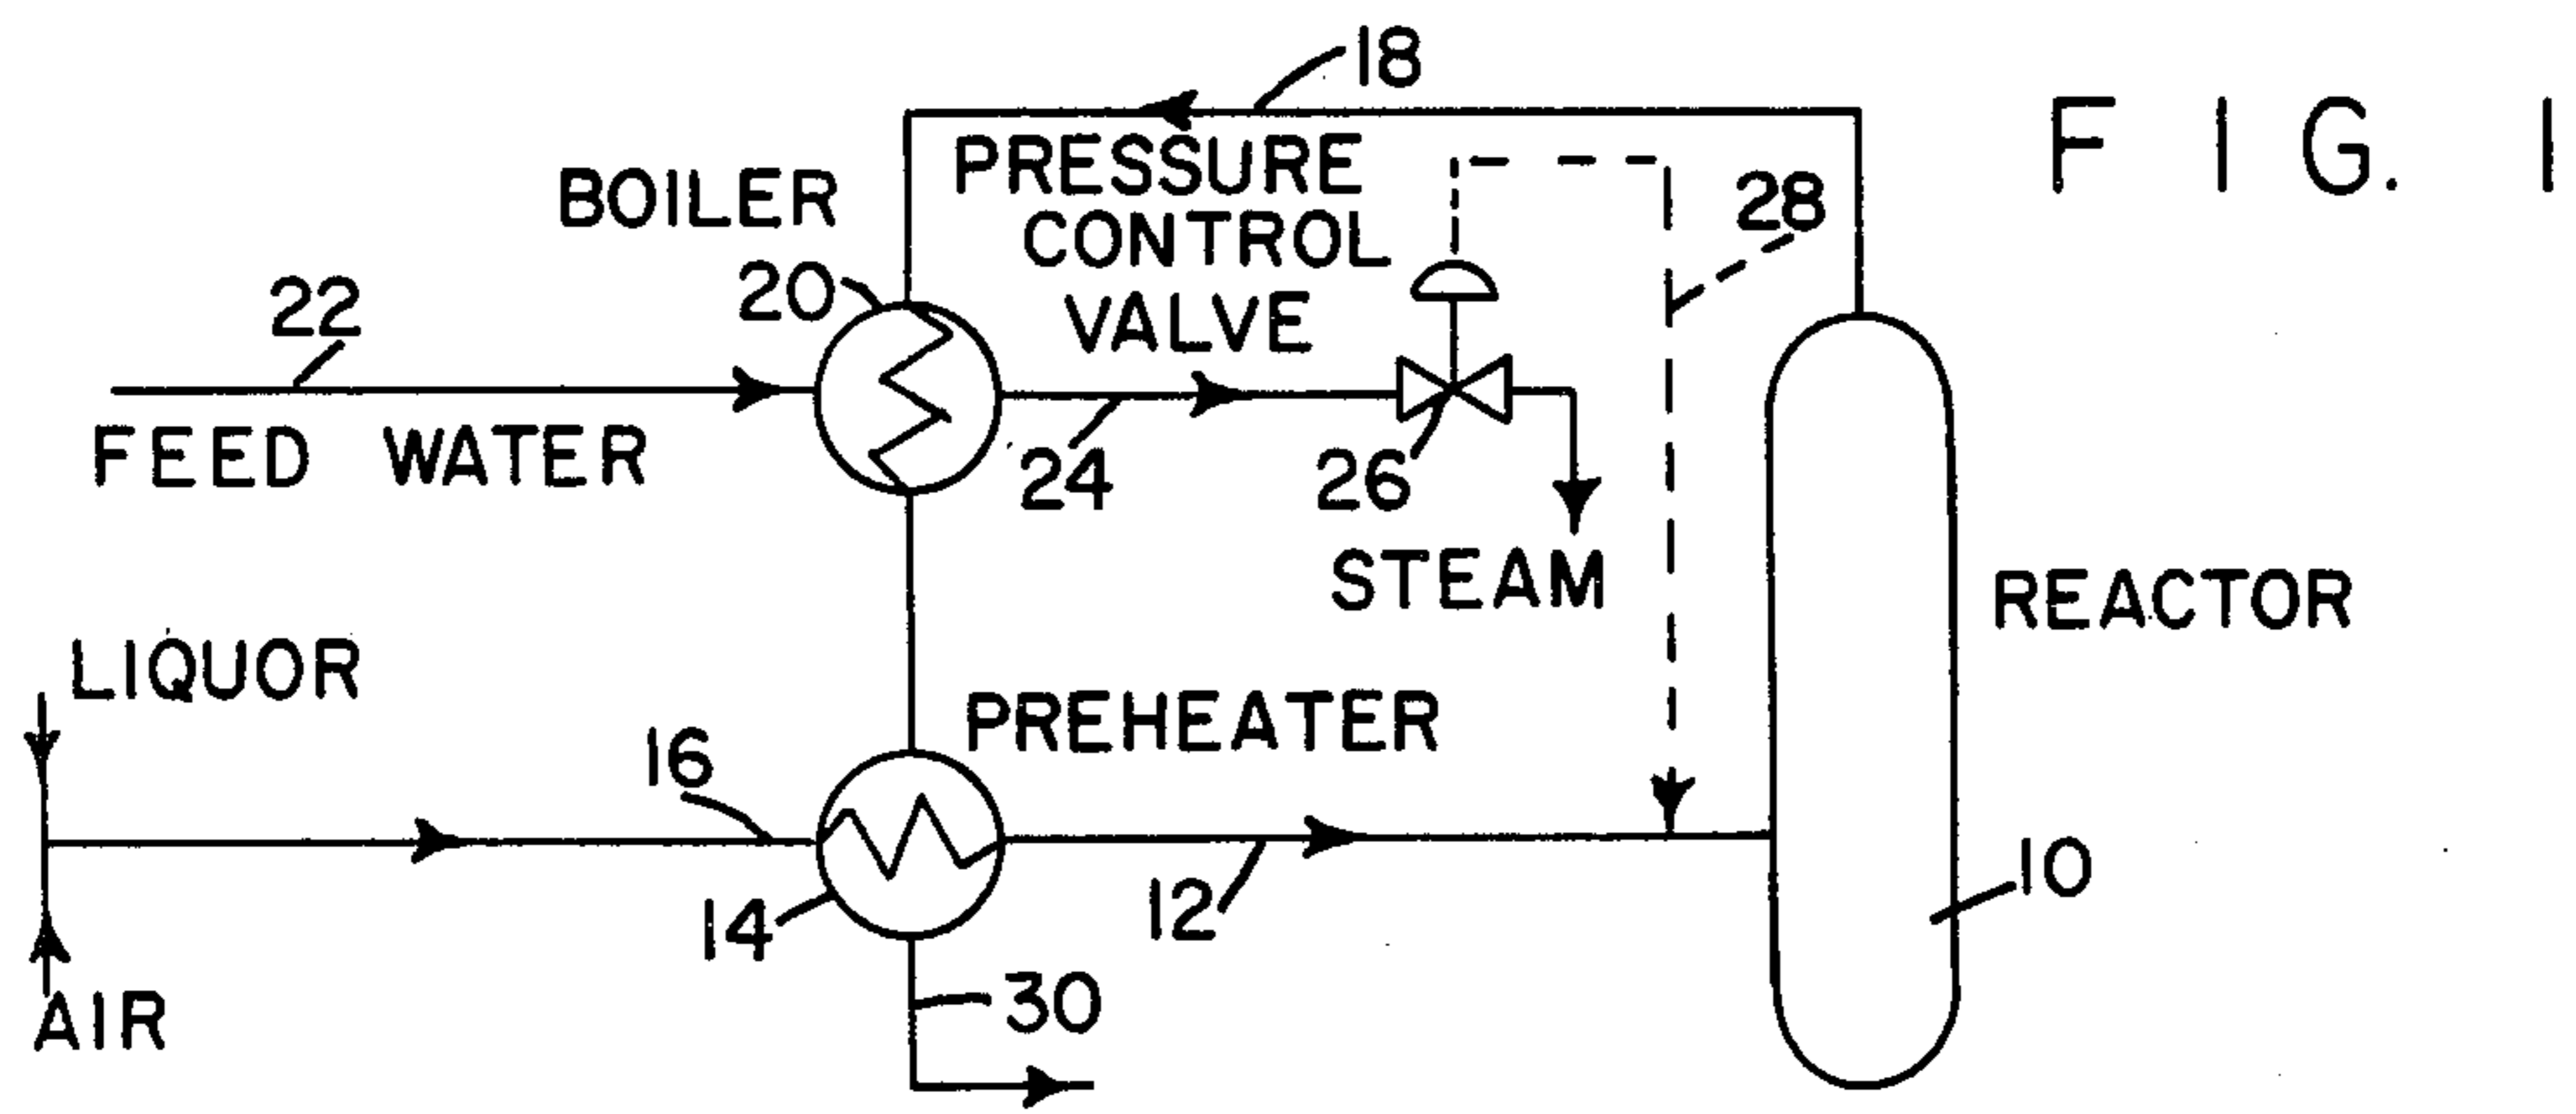 18
FIG. 1
PRESSURE
CONTROL
VALVE
BOILER
28
20
22
FEED WATER
24
26
STEAM
REACTOR
LIQUOR
PREHEATER
16
10
14
12
30
AIR